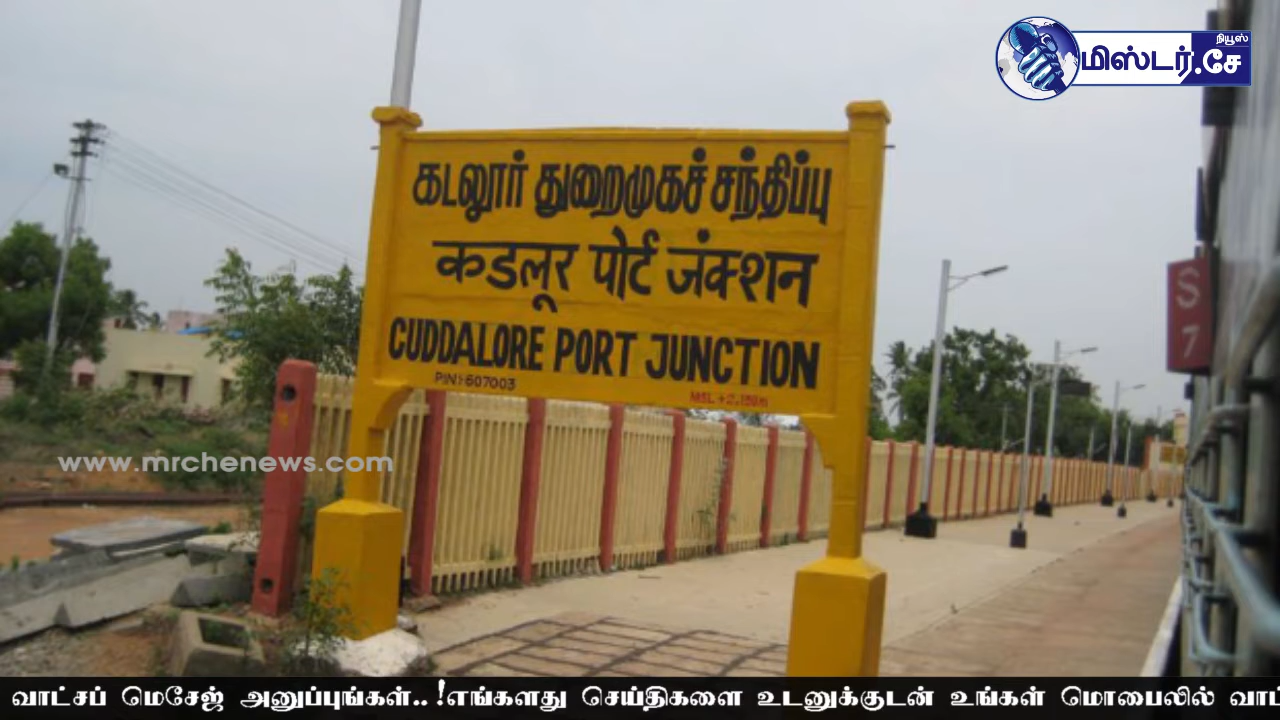 நியூஸ்
மிஸ்டர்.சே
கடலூர் துறைமுகச் சந்திப்பு
कडलूर पोर्ट जंक्शन
CUDDALORE PORT JUNCTION
PIN:-607003
S
7
www.mrchenews.com
வாட்சப் மெசேஜ் அனுப்புங்கள்..!எங்களது செய்திகளை உடனுக்குடன் உங்கள் மொபைலில்